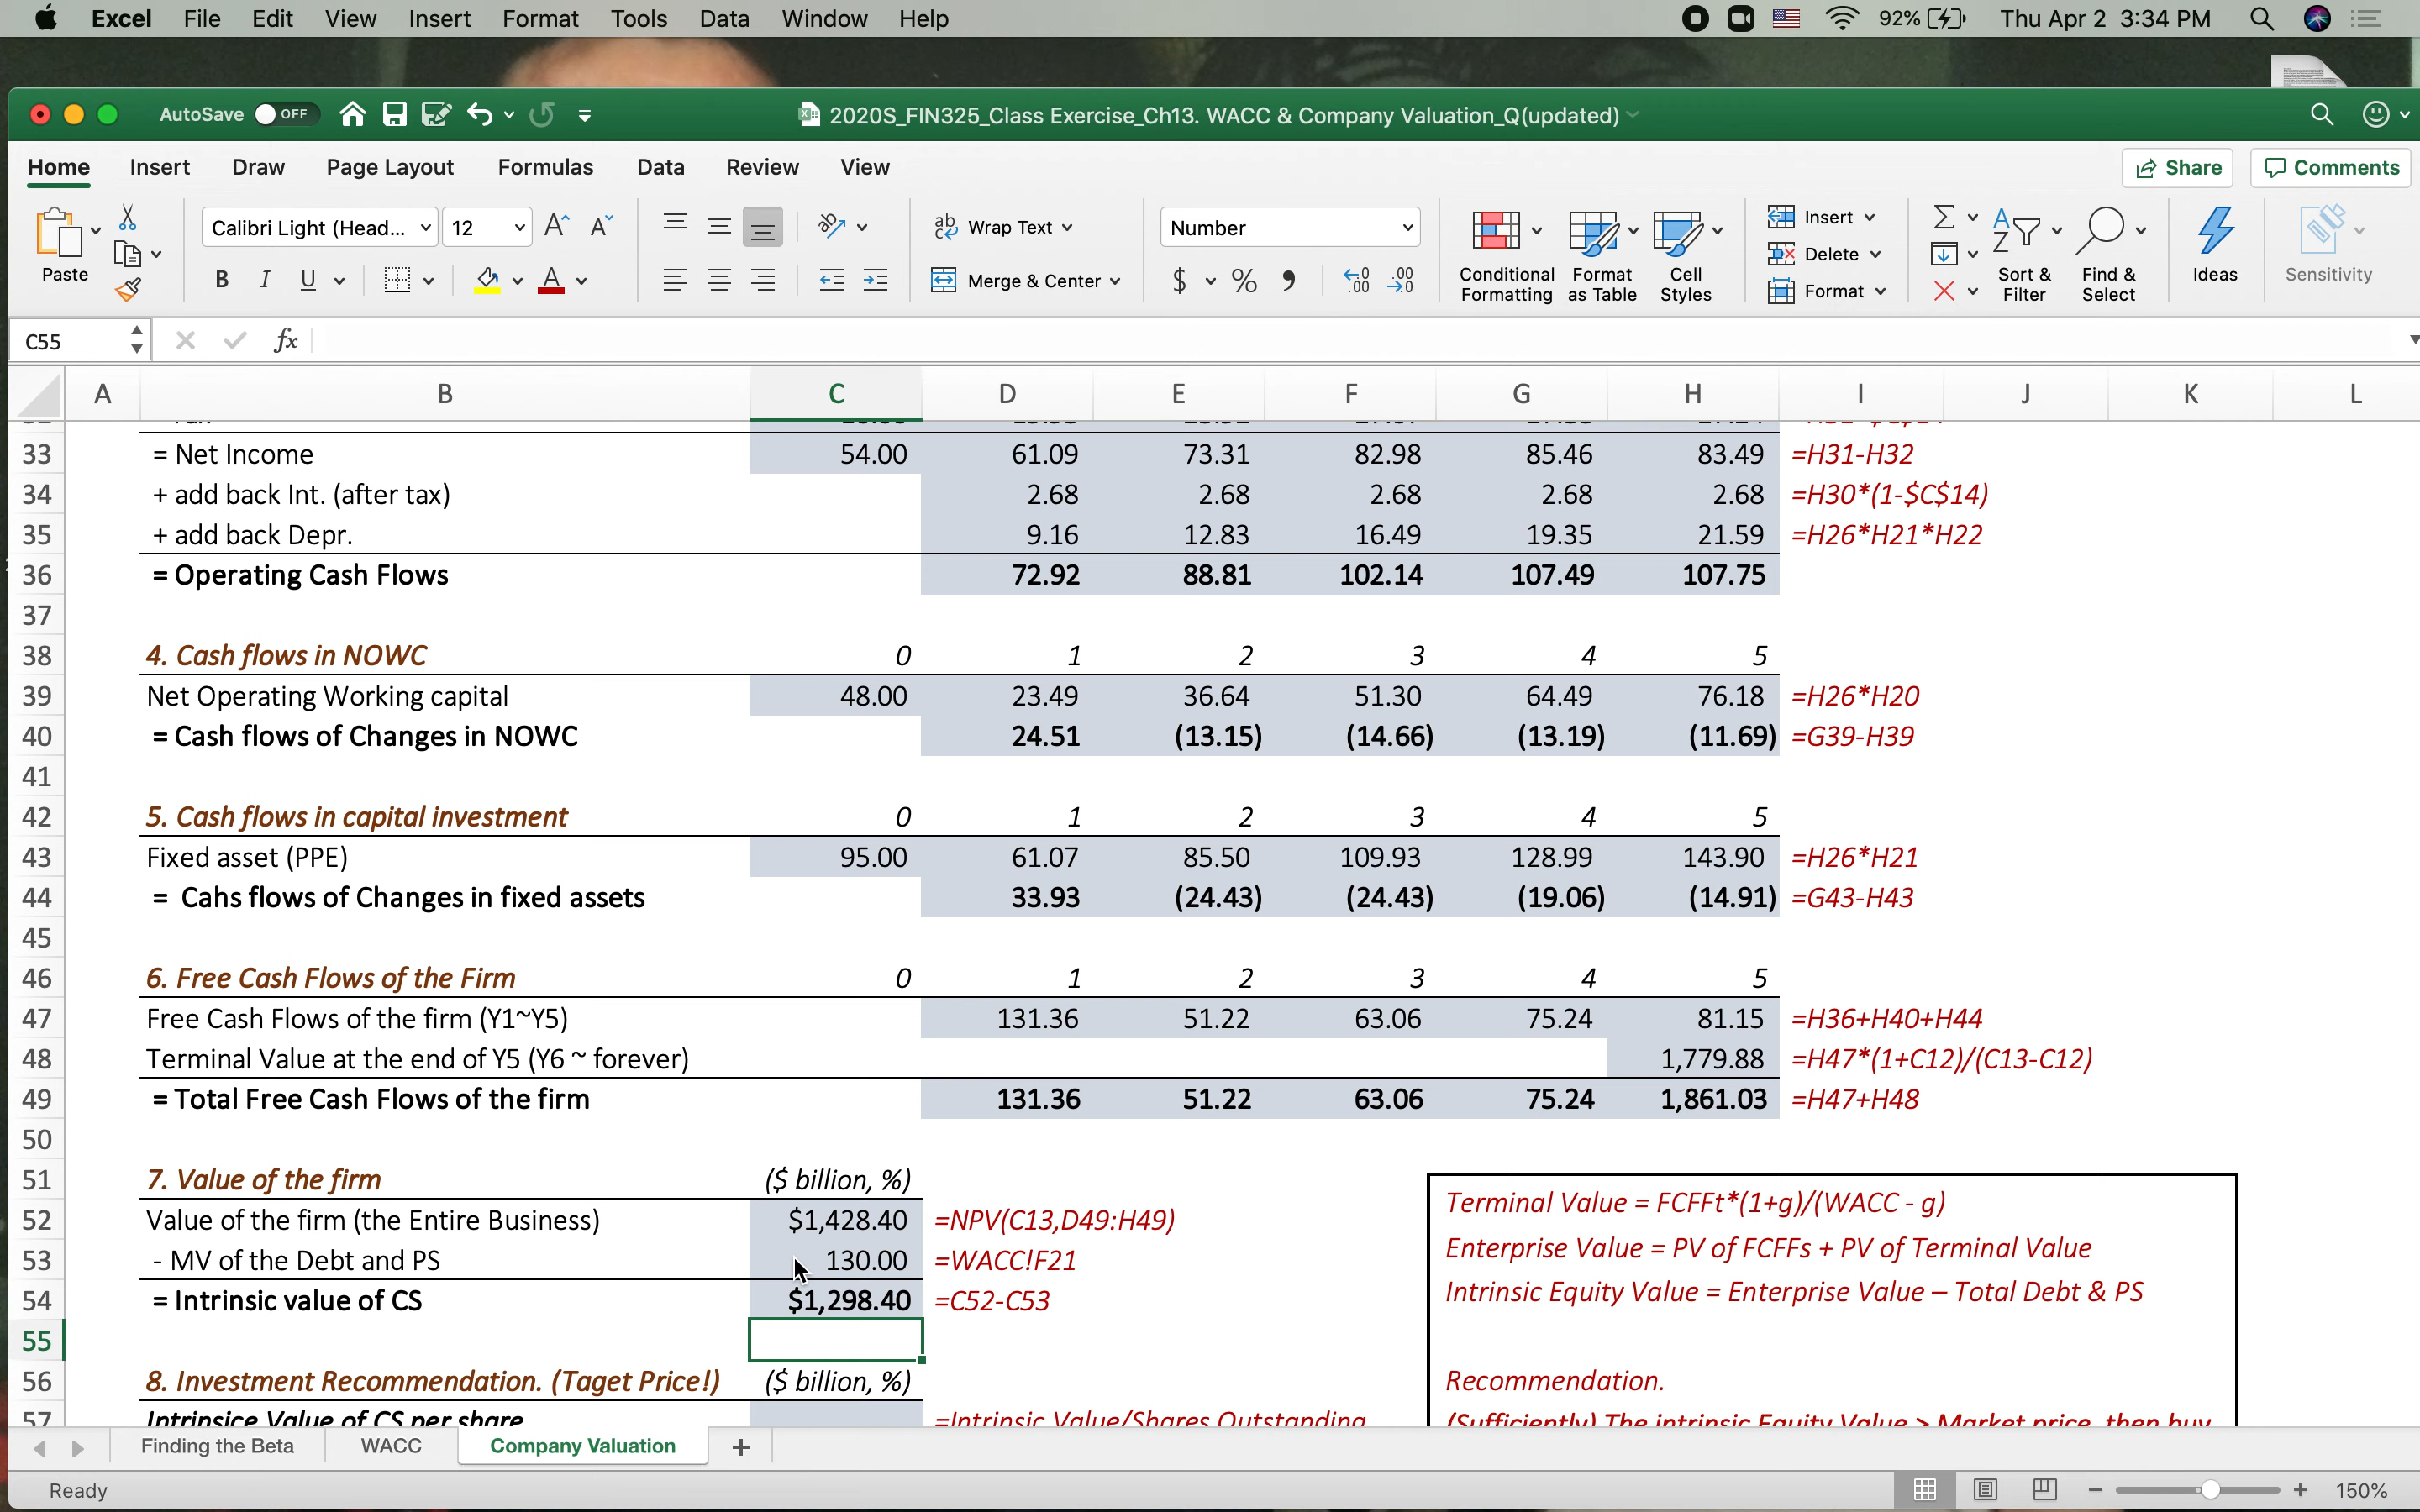 Excel File Edit View Insert Format Tools Data Window Help 92% Thu Apr 2 3:34 PM
AutoSave OFF 2020S_FIN325_Class Exercise_Ch13. WACC & Company Valuation_Q(updated)
Home Insert Draw Page Layout Formulas Data Review View Share Comments
Paste Calibri Light (Head... 12 Wrap Text Number Insert
Delete
B I U Merge & Center $ % Conditional Formatting Format as Table Cell Styles Format Sort & Filter Find & Select Ideas Sensitivity
C55 fx
A B C D E F G H I J K L
33 = Net Income 54.00 61.09 73.31 82.98 85.46 83.49 =H31-H32
34 + add back Int. (after tax) 2.68 2.68 2.68 2.68 2.68 =H30*(1-$C$14)
35 + add back Depr. 9.16 12.83 16.49 19.35 21.59 =H26*H21*H22
36 = Operating Cash Flows 72.92 88.81 102.14 107.49 107.75
37
38 4. Cash flows in NOWC 0 1 2 3 4 5
39 Net Operating Working capital 48.00 23.49 36.64 51.30 64.49 76.18 =H26*H20
40 = Cash flows of Changes in NOWC 24.51 (13.15) (14.66) (13.19) (11.69) =G39-H39
41
42 5. Cash flows in capital investment 0 1 2 3 4 5
43 Fixed asset (PPE) 95.00 61.07 85.50 109.93 128.99 143.90 =H26*H21
44 = Cahs flows of Changes in fixed assets 33.93 (24.43) (24.43) (19.06) (14.91) =G43-H43
45
46 6. Free Cash Flows of the Firm 0 1 2 3 4 5
47 Free Cash Flows of the firm (Y1~Y5) 131.36 51.22 63.06 75.24 81.15 =H36+H40+H44
48 Terminal Value at the end of Y5 (Y6 ~ forever) 1,779.88 =H47*(1+C12)/(C13-C12)
49 = Total Free Cash Flows of the firm 131.36 51.22 63.06 75.24 1,861.03 =H47+H48
50
51 7. Value of the firm ($ billion, %)
Terminal Value = FCFFt*(1+g)/(WACC - g)
52 Value of the firm (the Entire Business) $1,428.40 =NPV(C13,D49:H49)
Enterprise Value = PV of FCFFs + PV of Terminal Value
53 - MV of the Debt and PS 130.00 =WACC!F21
Intrinsic Equity Value = Enterprise Value – Total Debt & PS
54 = Intrinsic value of CS $1,298.40 =C52-C53
55
56 8. Investment Recommendation. (Taget Price!) ($ billion, %) Recommendation.
57 Intrinsice Value of CS per share =Intrinsic Value/Shares Outstanding (Sufficiently) The intrinsic Equity Value > Market price, then buy
Finding the Beta WACC Company Valuation +
Ready 150%